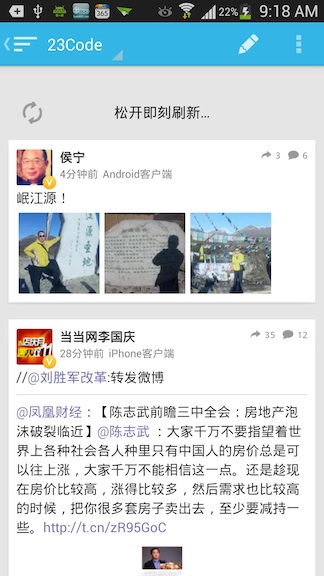 22% 9:18 AM
23Code
松开即刻刷新...
侯宁
3 6
4分钟前 Android客户端
岷江源！
当当网李国庆
35 12
28分钟前 iPhone客户端
//@刘胜军改革:转发微博
@凤凰财经：【陈志武前瞻三中全会：房地产泡
沫破裂临近】@陈志武 ：大家千万不要指望着世
界上各种社会各人种里只有中国人的房价总是可
以往上涨，大家千万不能相信这一点。还是趁现
在房价比较高，涨得比较多，然后需求也比较高
的时候，把你很多套房子卖出去，至少要减持一
些。http://t.cn/zR95GoC